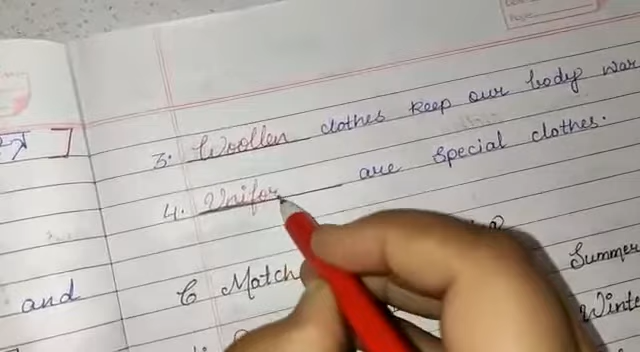 3. Woollen clothes keep our body war
4. Unifor are special clothes.
and
C Match
Summer
Winte